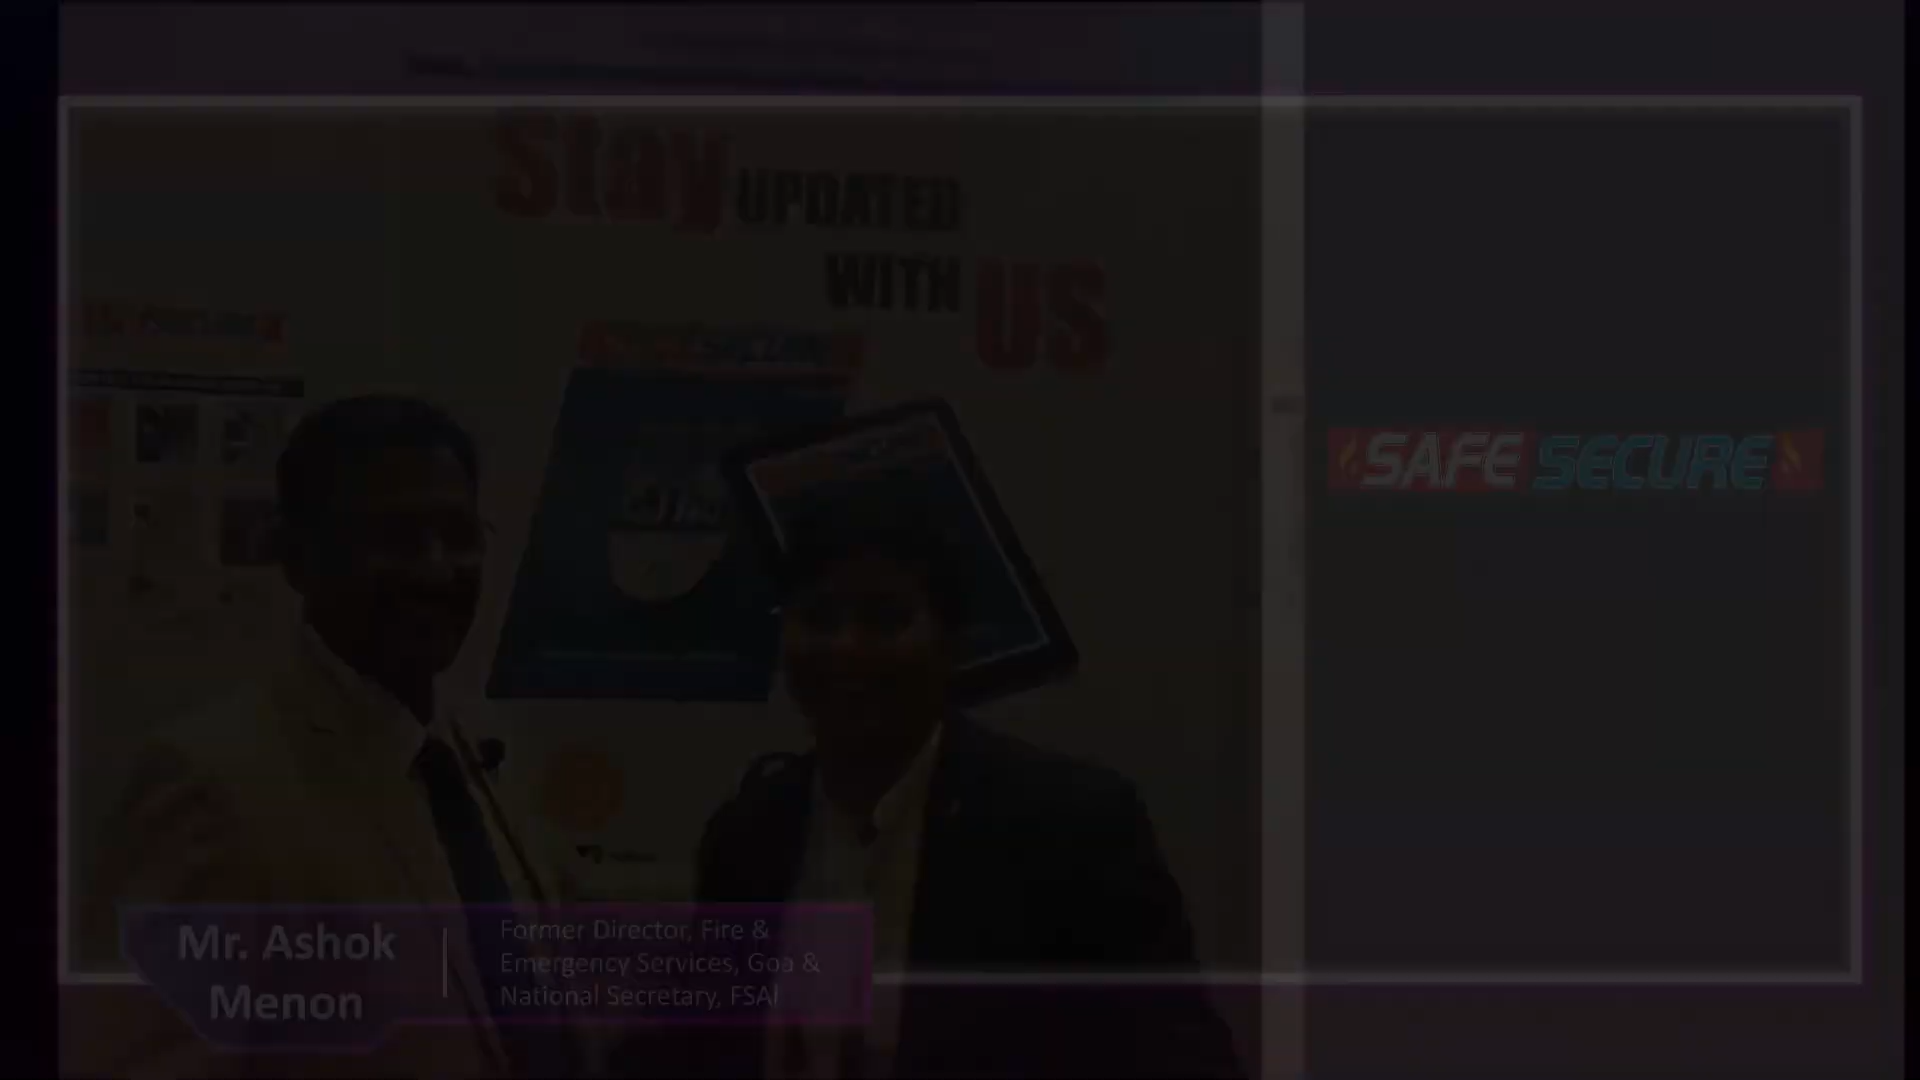 Stay UPDATED
WITH US
SAFE SECURE
Mr. Ashok
Menon
Former Director, Fire &
Emergency Services, Goa &
National Secretary, FSAI